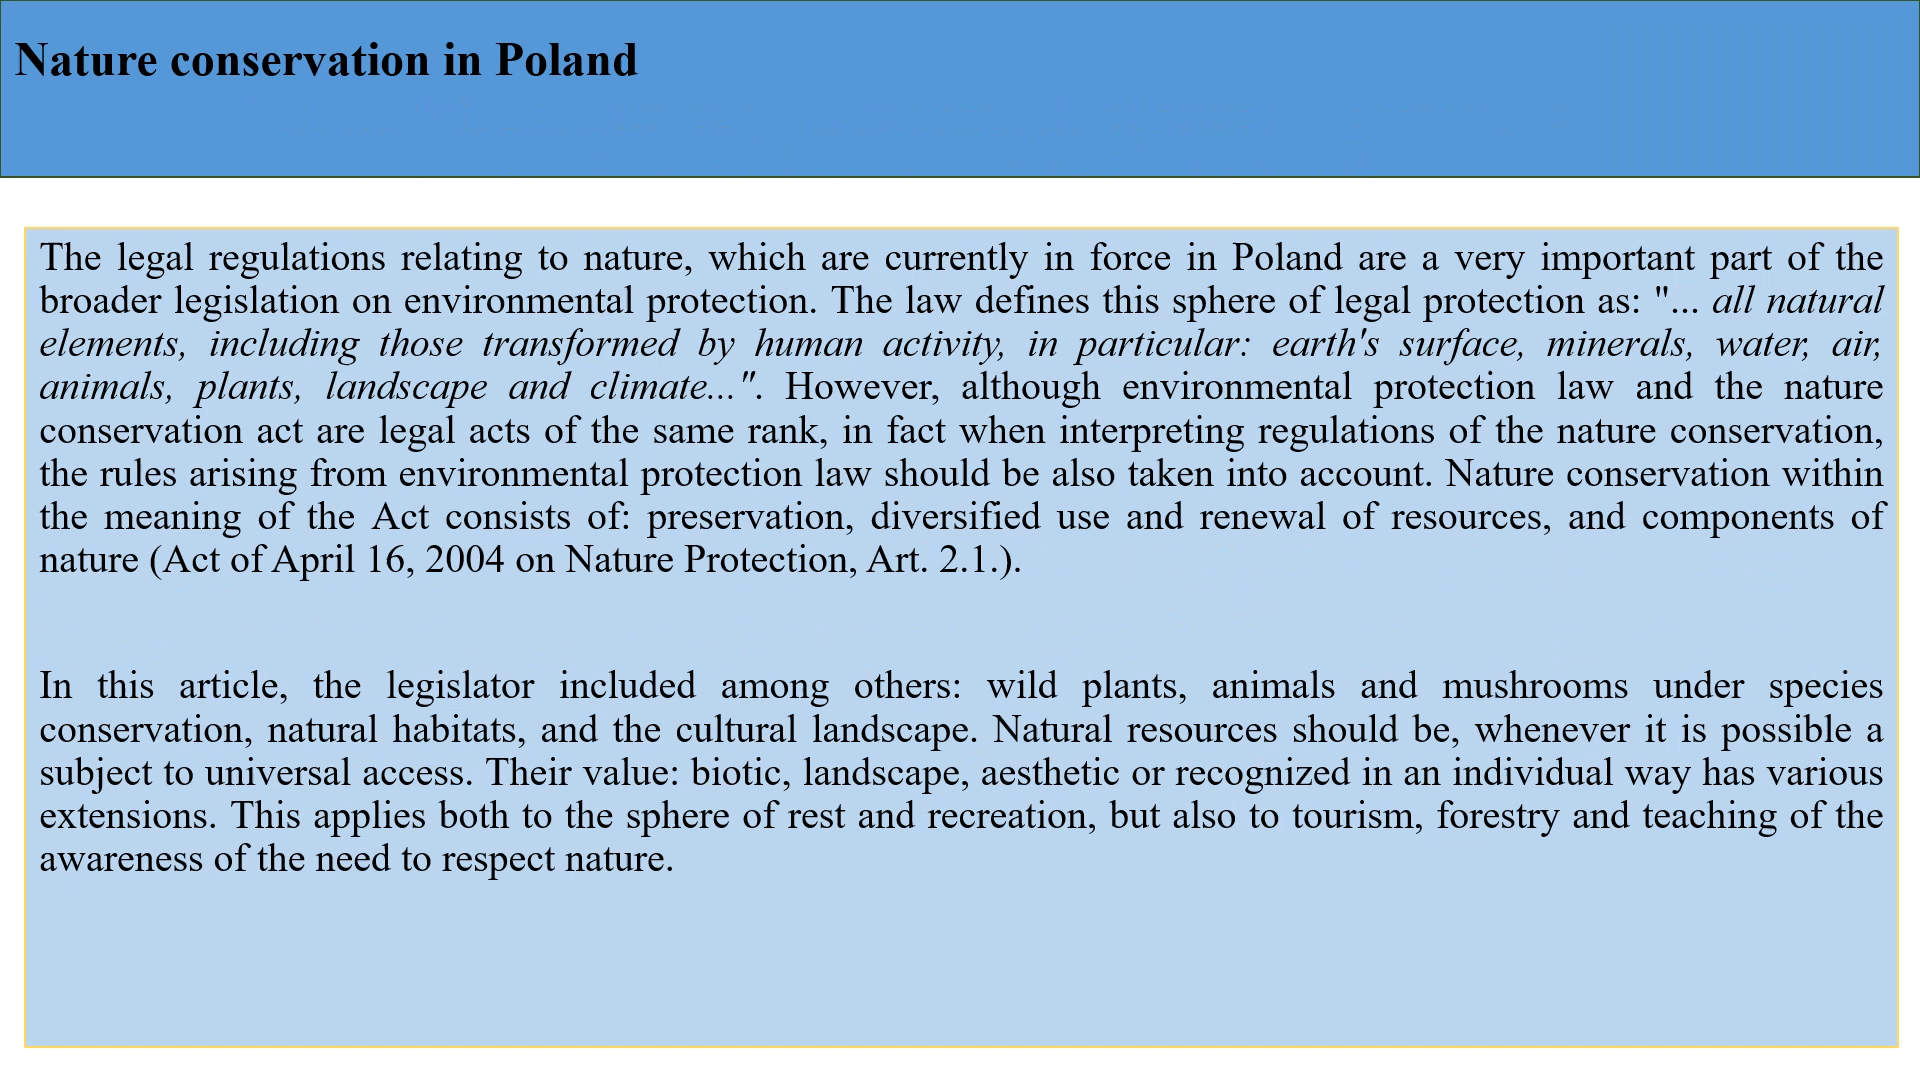 Nature conservation in Poland
The legal regulations relating to nature, which are currently in force in Poland are a very important part of the
broader legislation on environmental protection. The law defines this sphere of legal protection as: "... all natural
elements, including those transformed by human activity, in particular: earth's surface, minerals, water, air,
animals, plants, landscape and climate...". However, although environmental protection law and the nature
conservation act are legal acts of the same rank, in fact when interpreting regulations of the nature conservation,
the rules arising from environmental protection law should be also taken into account. Nature conservation within
the meaning of the Act consists of: preservation, diversified use and renewal of resources, and components of
nature (Act of April 16, 2004 on Nature Protection, Art. 2.1.).
In this article, the legislator included among others: wild plants, animals and mushrooms under species
conservation, natural habitats, and the cultural landscape. Natural resources should be, whenever it is possible a
subject to universal access. Their value: biotic, landscape, aesthetic or recognized in an individual way has various
extensions. This applies both to the sphere of rest and recreation, but also to tourism, forestry and teaching of the
awareness of the need to respect nature.